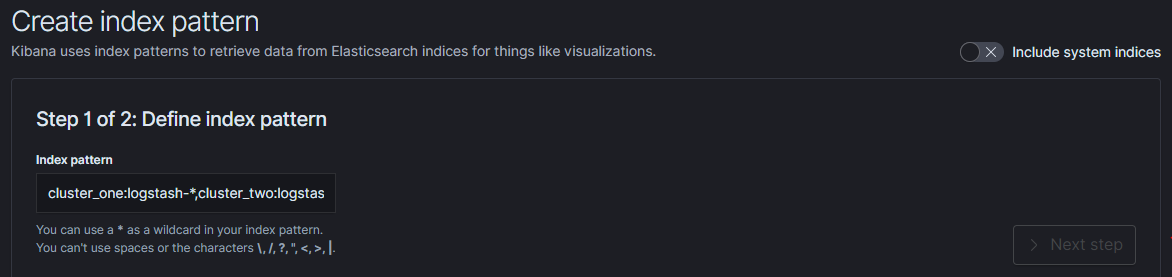 Create index pattern
Kibana uses index patterns to retrieve data from Elasticsearch indices for things like visualizations.
Include system indices
Step 1 of 2: Define index pattern
Index pattern
cluster_one:logstash-*,cluster_two:logstas
You can use a * as a wildcard in your index pattern.
You can't use spaces or the characters \, /, ?, ", <, >, |.
Next step